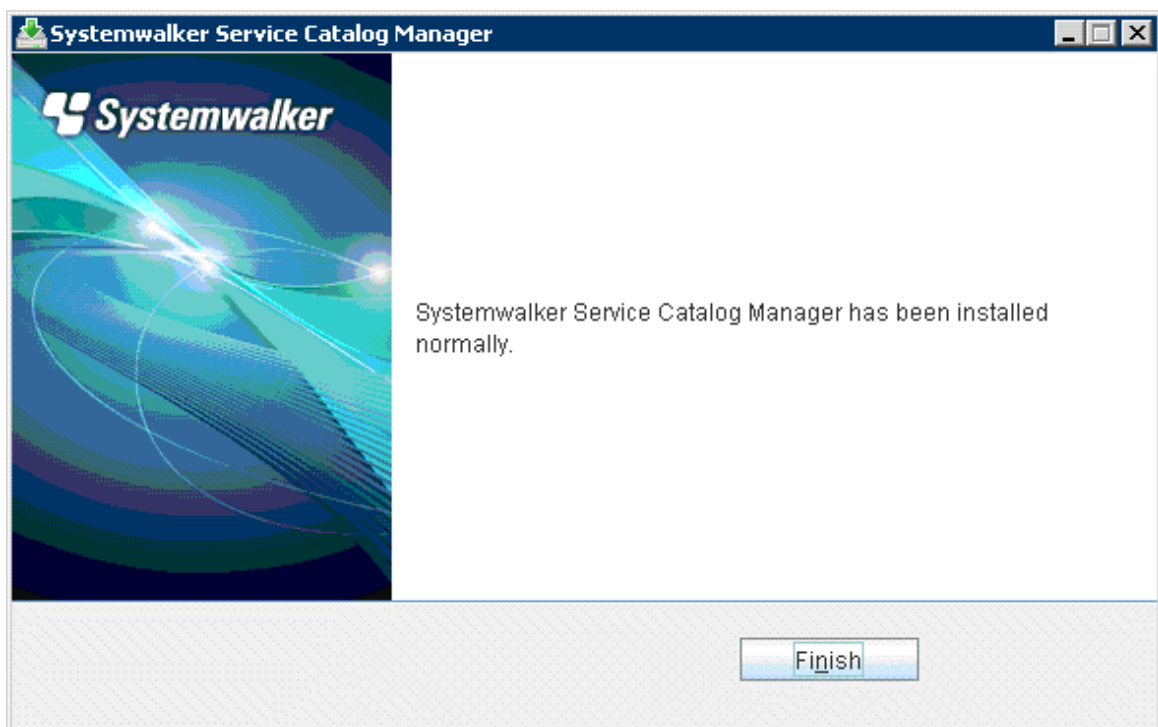 Systemwalker Service Catalog Manager
Systemwalker
Systemwalker Service Catalog Manager has been installed
normally.
Finish